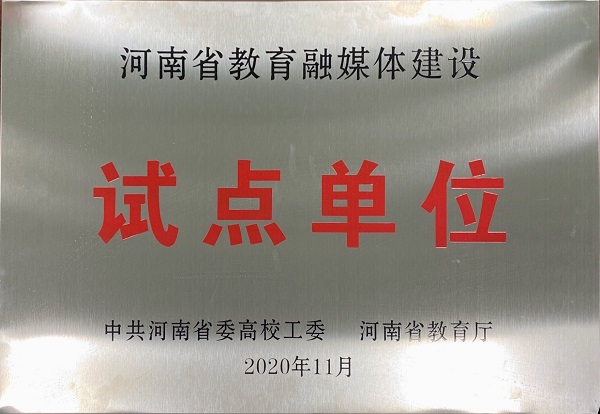 河南省教育融媒体建设
试点单位
中共河南省委高校工委 河南省教育厅
2020年11月